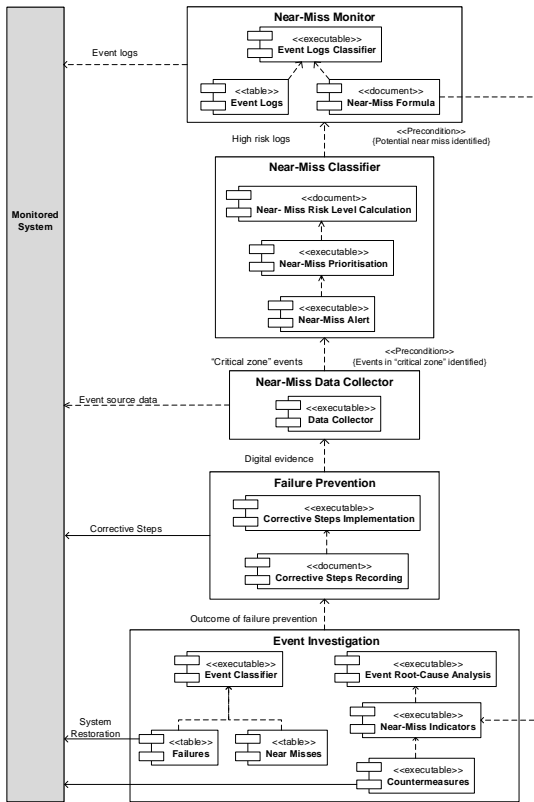 Near-Miss Monitor
<<executable>>
Event Logs Classifier
Event logs
<<table>>
Event Logs
<<document>>
Near-Miss Formula
High risk logs
<<Precondition>>
{Potential near miss identified}
Near-Miss Classifier
<<document>>
Near- Miss Risk Level Calculation
Monitored
System
<<executable>>
Near-Miss Prioritisation
<<executable>>
Near-Miss Alert
"Critical zone" events
<<Precondition>>
{Events in "critical zone" identified}
Near-Miss Data Collector
Event source data
<<executable>>
Data Collector
Digital evidence
Failure Prevention
<<executable>>
Corrective Steps Implementation
Corrective Steps
<<document>>
Corrective Steps Recording
Outcome of failure prevention
Event Investigation
<<executable>>
Event Classifier
<<executable>>
Event Root-Cause Analysis
System
Restoration
<<executable>>
Near-Miss Indicators
<<table>>
Failures
<<table>>
Near Misses
<<executable>>
Countermeasures